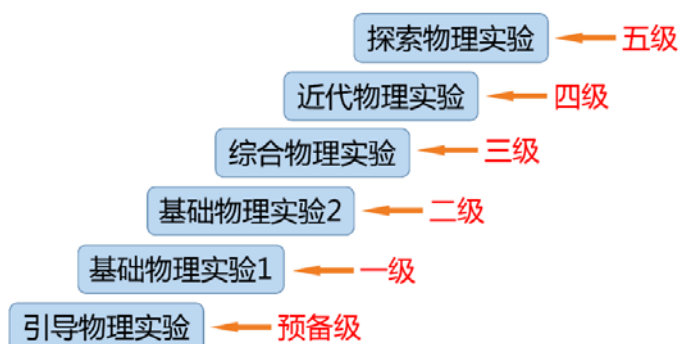 探索物理实验 五级
近代物理实验 四级
综合物理实验 三级
基础物理实验2 二级
基础物理实验1 一级
引导物理实验 预备级